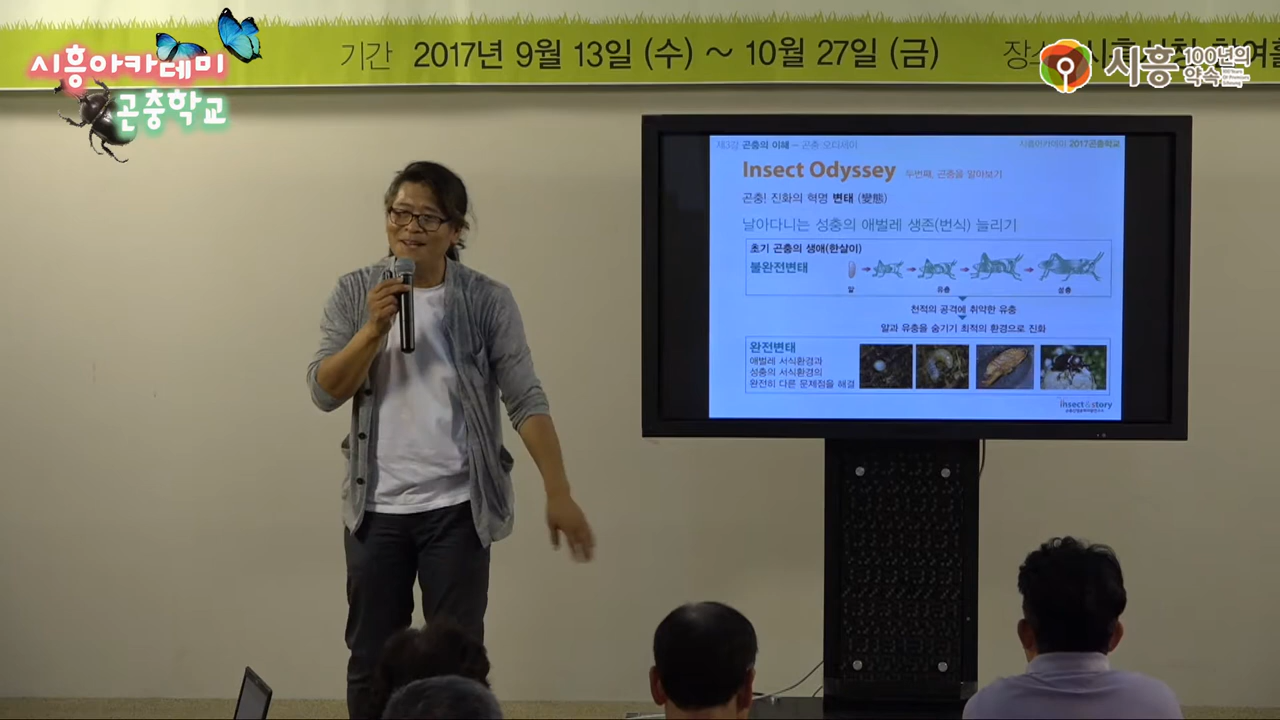 시흥아카데미
곤충학교
기간 2017년 9월 13일 (수) ~ 10월 27일 (금)
시흥 100년의
약속
제3강 곤충의 이해 – 곤충 오디세이
시흥아카데미 2017곤충학교
Insect Odyssey 두번째, 곤충을 알아보기
곤충! 진화의 혁명 변태 (變態)
날아다니는 성충의 애벌레 생존(번식) 늘리기
초기 곤충의 생애(한살이)
불완전변태
알 유충 성충
천적의 공격에 취약한 유충
알과 유충을 숨기기 최적의 환경으로 진화
완전변태
애벌레 서식환경과
성충의 서식환경의
완전히 다른 문제점을 해결
insect story